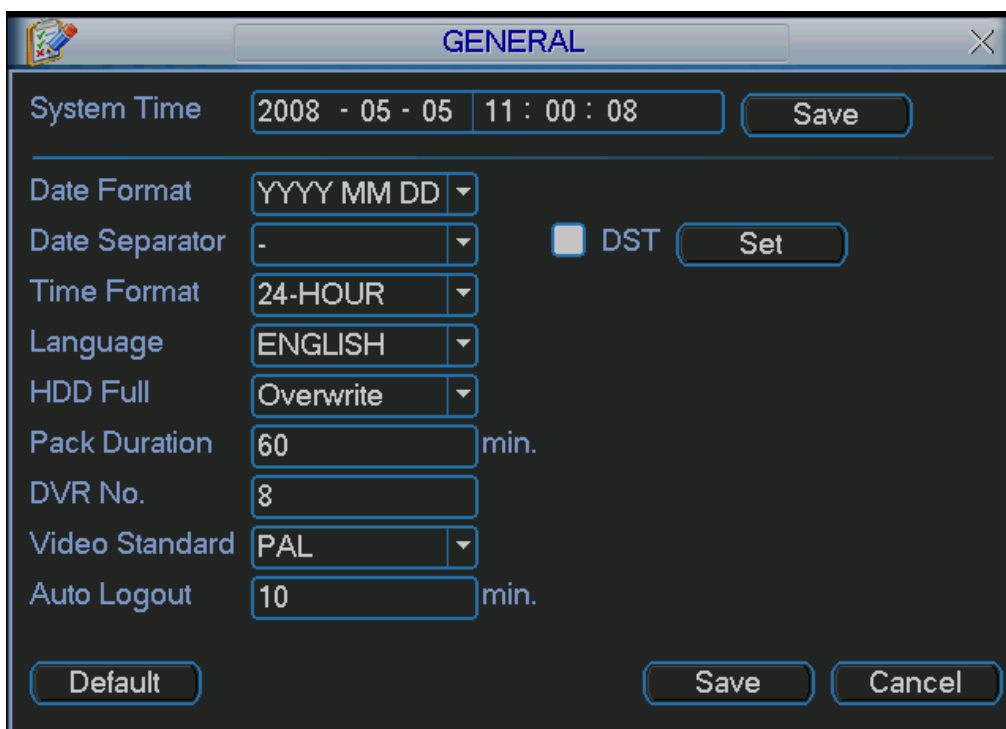 GENERAL
System Time 2008 - 05 - 05 11 : 00 : 08 Save
Date Format YYYY MM DD
Date Separator - DST Set
Time Format 24-HOUR
Language ENGLISH
HDD Full Overwrite
Pack Duration 60 min.
DVR No. 8
Video Standard PAL
Auto Logout 10 min.
Default Save Cancel